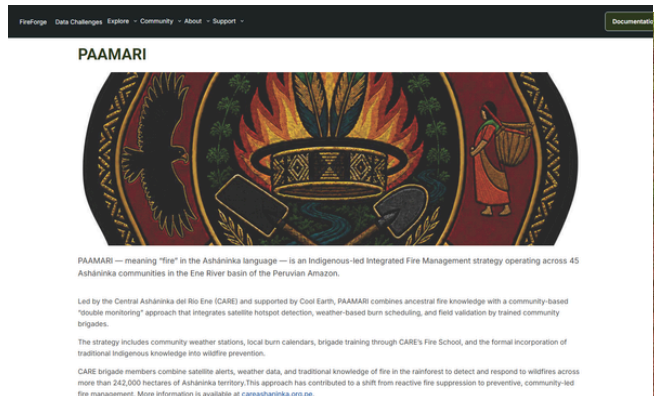 FireForge Data Challenges Explore Community About Support
PAAMARI
PAAMARI — meaning "fire" in the Asháninka language — is an Indigenous-led Integrated Fire Management strategy operating across 45
Asháninka communities in the Ene River basin of the Peruvian Amazon.
Led by the Central Asháninka del Rio Ene (CARE) and supported by Cool Earth, PAAMARI combines ancestral fire knowledge with a community-based
"double monitoring" approach that integrates satellite hotspot detection, weather-based burn scheduling, and field validation by trained community
brigades.
The strategy includes community weather stations, local burn calendars, brigade training through CARE's Fire School, and the formal incorporation of
traditional Indigenous knowledge into wildfire prevention.
CARE brigade members combine satellite alerts, weather data, and traditional knowledge of fire in the rainforest to detect and respond to wildfires across
more than 242,000 hectares of Asháninka territory.This approach has contributed to a shift from reactive fire suppression to preventive, community-led
fire management. More information is available at careashaninka.org.pe.